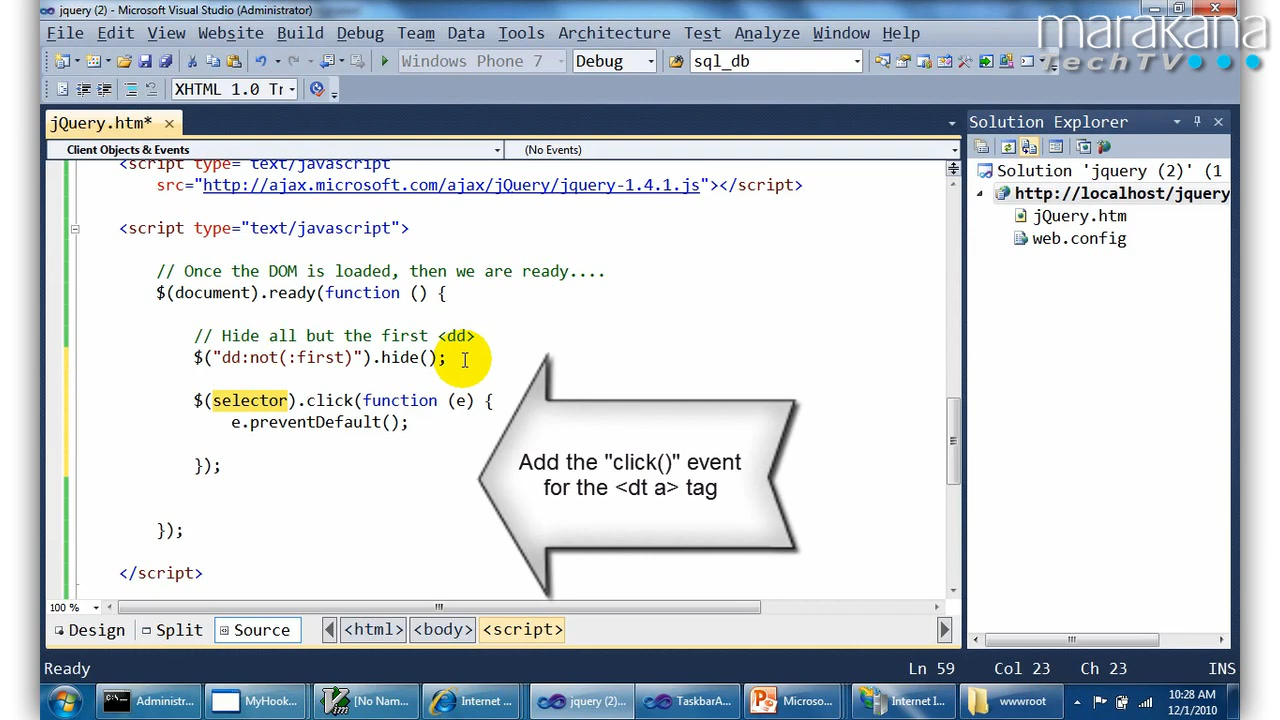 jquery (2) - Microsoft Visual Studio (Administrator)
marakana
TechTV
File Edit View Website Build Debug Team Data Tools Architecture Test Analyze Window Help
Windows Phone 7 Debug sql_db
XHTML 1.0 Tr
jQuery.htm*
Solution Explorer
Client Objects & Events (No Events)
<script type="text/javascript"
src="http://ajax.microsoft.com/ajax/jQuery/jquery-1.4.1.js"></script>
<script type="text/javascript">
// Once the DOM is loaded, then we are ready....
$(document).ready(function () {
// Hide all but the first <dd>
$("dd:not(:first)").hide();
$(selector).click(function (e) {
e.preventDefault();
});
});
</script>
Add the "click()" event
for the <dt a> tag
Solution 'jquery (2)' (1
http://localhost/jquery
jQuery.htm
web.config
100 %
Design Split Source <html> <body> <script>
Ready Ln 59 Col 23 Ch 23 INS
Administr... MyHook... [No Nam... Internet ... jquery (2)... TaskbarA... Microso... Internet I... wwwroot
10:28 AM
12/1/2010